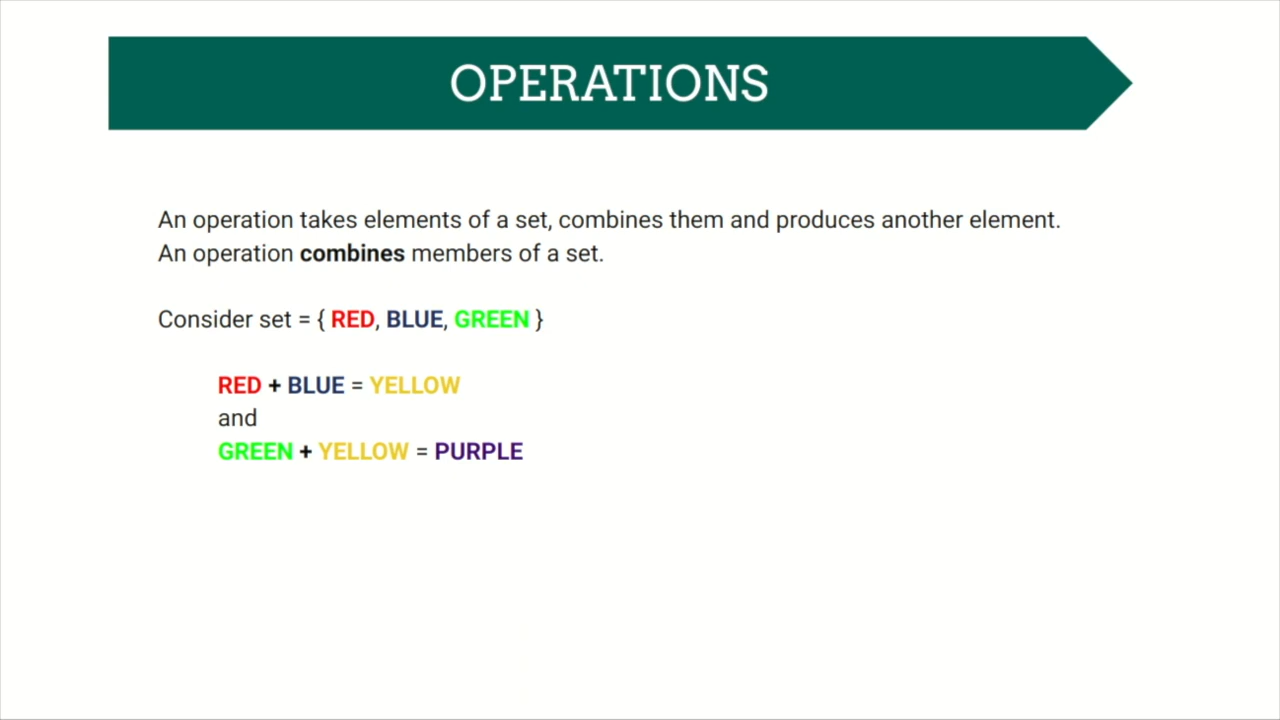 OPERATIONS
An operation takes elements of a set, combines them and produces another element.
An operation combines members of a set.
Consider set = { RED, BLUE, GREEN }
RED + BLUE = YELLOW
and
GREEN + YELLOW = PURPLE